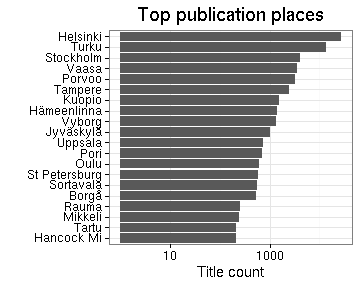 Top publication places
Helsinki
Turku
Stockholm
Vaasa
Porvoo
Tampere
Kuopio
Hämeenlinna
Vyborg
Jyväskylä
Uppsala
Pori
Oulu
St Petersburg
Sortavala
Borgå
Rauma
Mikkeli
Tartu
Hancock Mi
10 1000
Title count